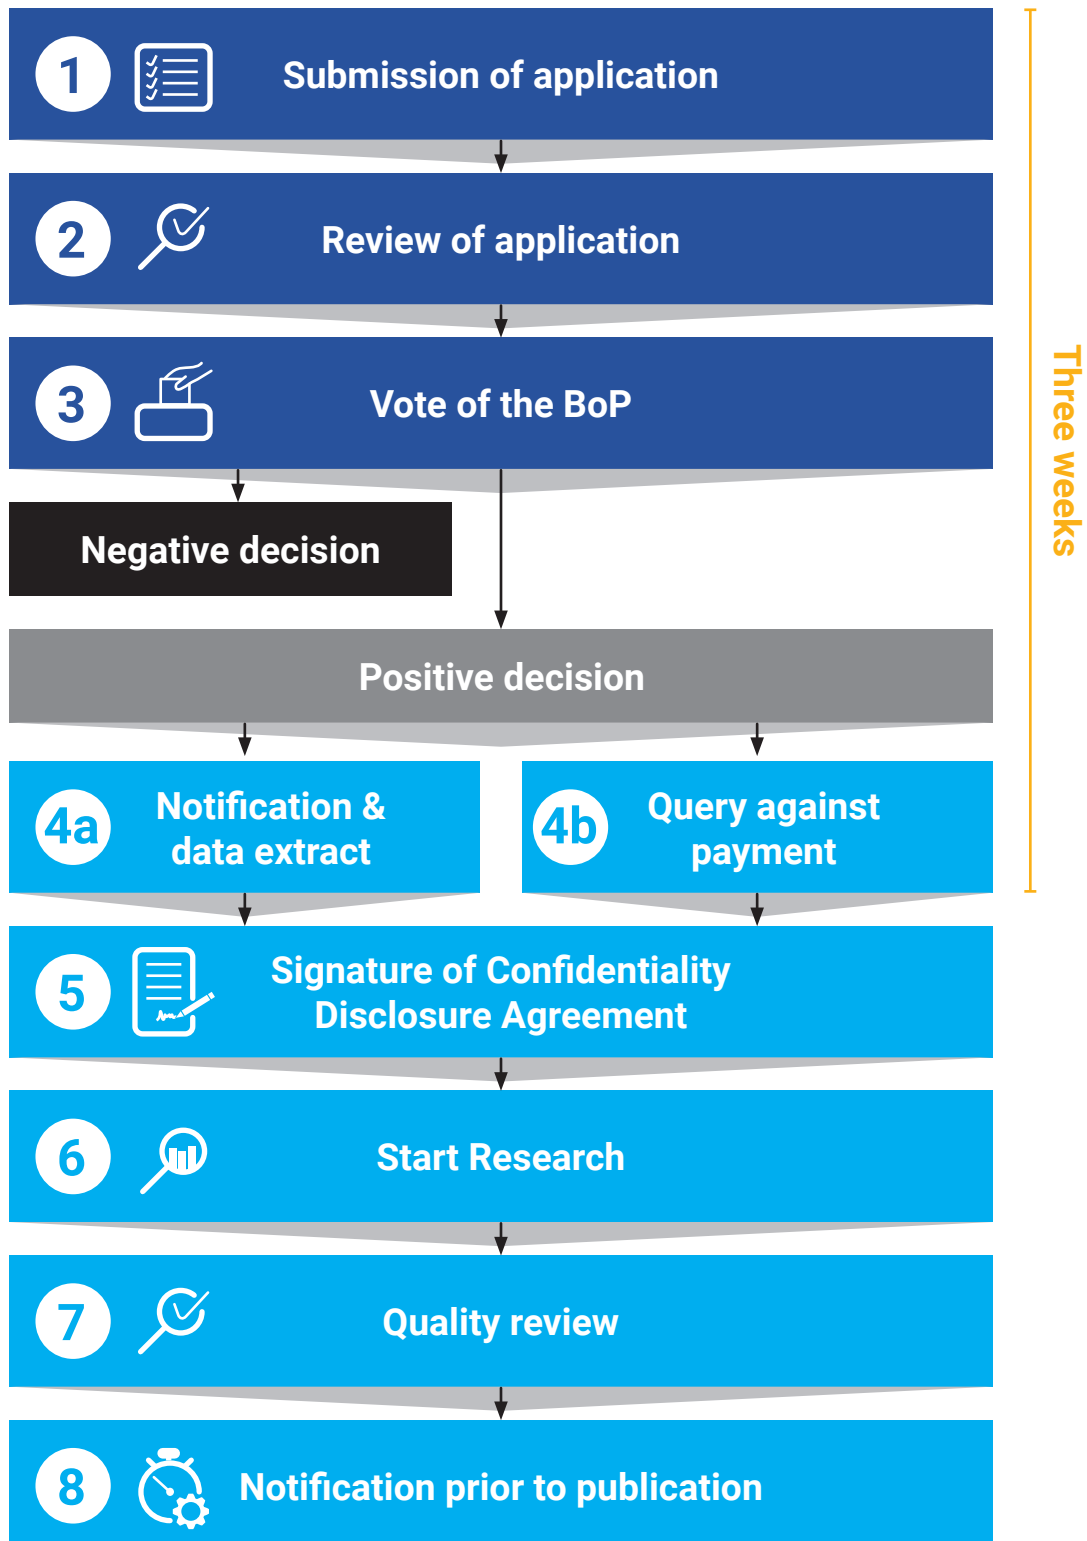 1
Submission of application
2
Review of application
3
Vote of the BoP
Three weeks
Negative decision
Positive decision
4a
Notification &
data extract
4b
Query against
payment
5
Signature of Confidentiality
Disclosure Agreement
6
Start Research
7
Quality review
8
Notification prior to publication